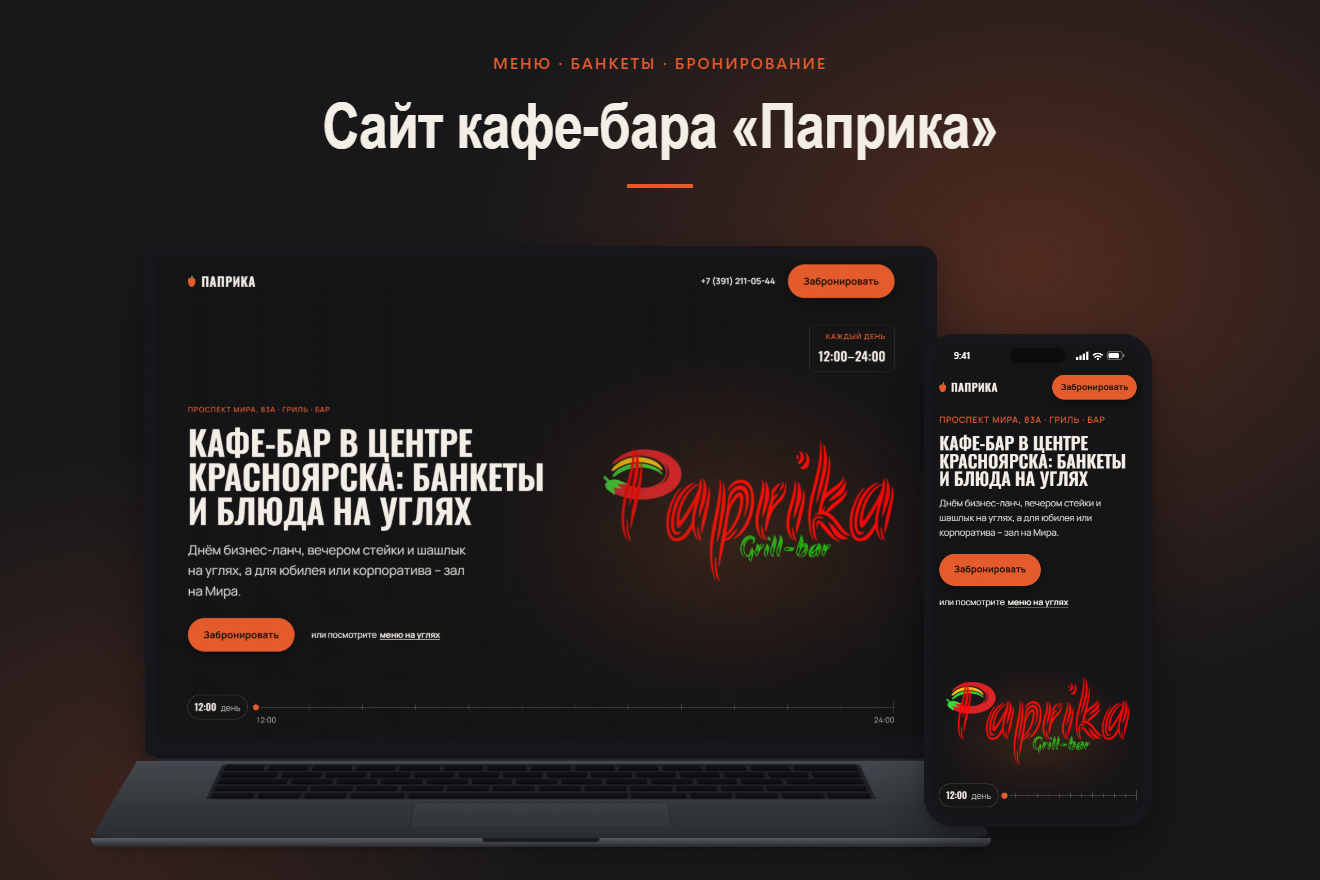 МЕНЮ · БАНКЕТЫ · БРОНИРОВАНИЕ
Сайт кафе-бара «Паприка»
ПАПРИКА
+7 (391) 211-05-44
Забронировать
КАЖДЫЙ ДЕНЬ
12:00–24:00
ПРОСПЕКТ МИРА, 83А · ГРИЛЬ · БАР
КАФЕ-БАР В ЦЕНТРЕ
КРАСНОЯРСКА: БАНКЕТЫ
И БЛЮДА НА УГЛЯХ
Днём бизнес-ланч, вечером стейки и шашлык
на углях, а для юбилея или корпоратива – зал
на Мира.
Забронировать
или посмотрите меню на углях
Paprika
Grill-bar
12:00 день
12:00
24:00
9:41
ПАПРИКА
Забронировать
ПРОСПЕКТ МИРА, 83А · ГРИЛЬ · БАР
КАФЕ-БАР В ЦЕНТРЕ
КРАСНОЯРСКА: БАНКЕТЫ
И БЛЮДА НА УГЛЯХ
Днём бизнес-ланч, вечером стейки и
шашлык на углях, а для юбилея или
корпоратива – зал на Мира.
Забронировать
или посмотрите меню на углях
Paprika
Grill-bar
12:00 день